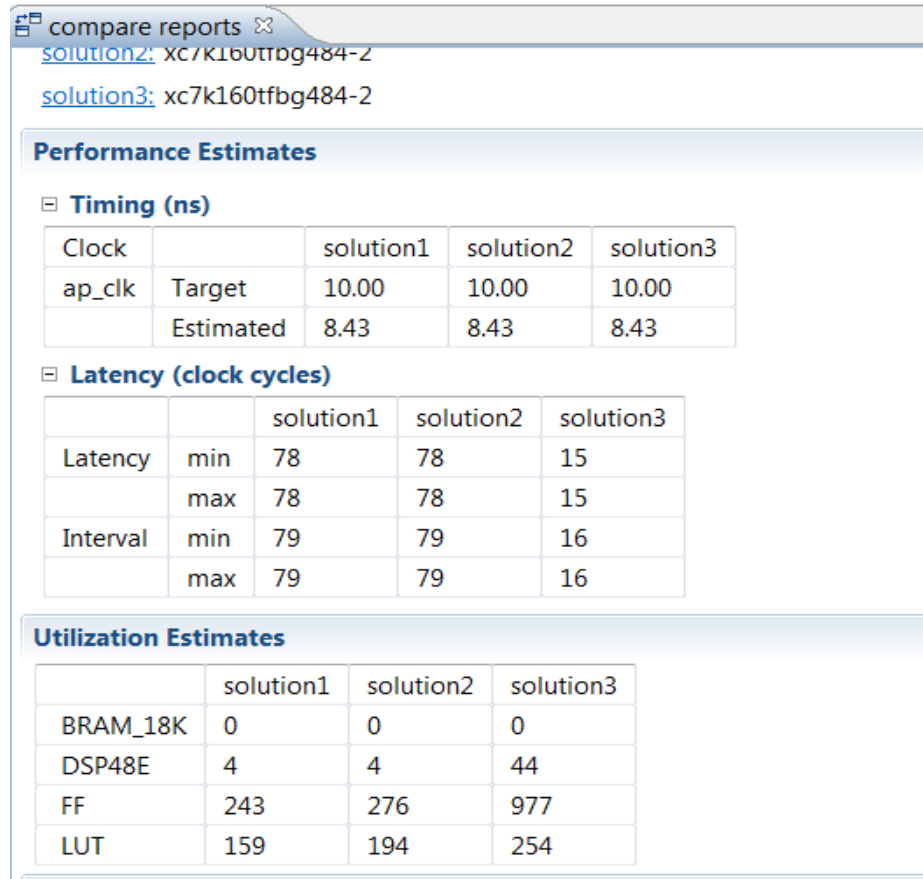 compare reports
solution2: xc7k160tfbg484-2
solution3: xc7k160tfbg484-2
Performance Estimates
Timing (ns)
Clock solution1 solution2 solution3
ap_clk Target 10.00 10.00 10.00
Estimated 8.43 8.43 8.43
Latency (clock cycles)
solution1 solution2 solution3
Latency min 78 78 15
max 78 78 15
Interval min 79 79 16
max 79 79 16
Utilization Estimates
solution1 solution2 solution3
BRAM_18K 0 0 0
DSP48E 4 4 44
FF 243 276 977
LUT 159 194 254